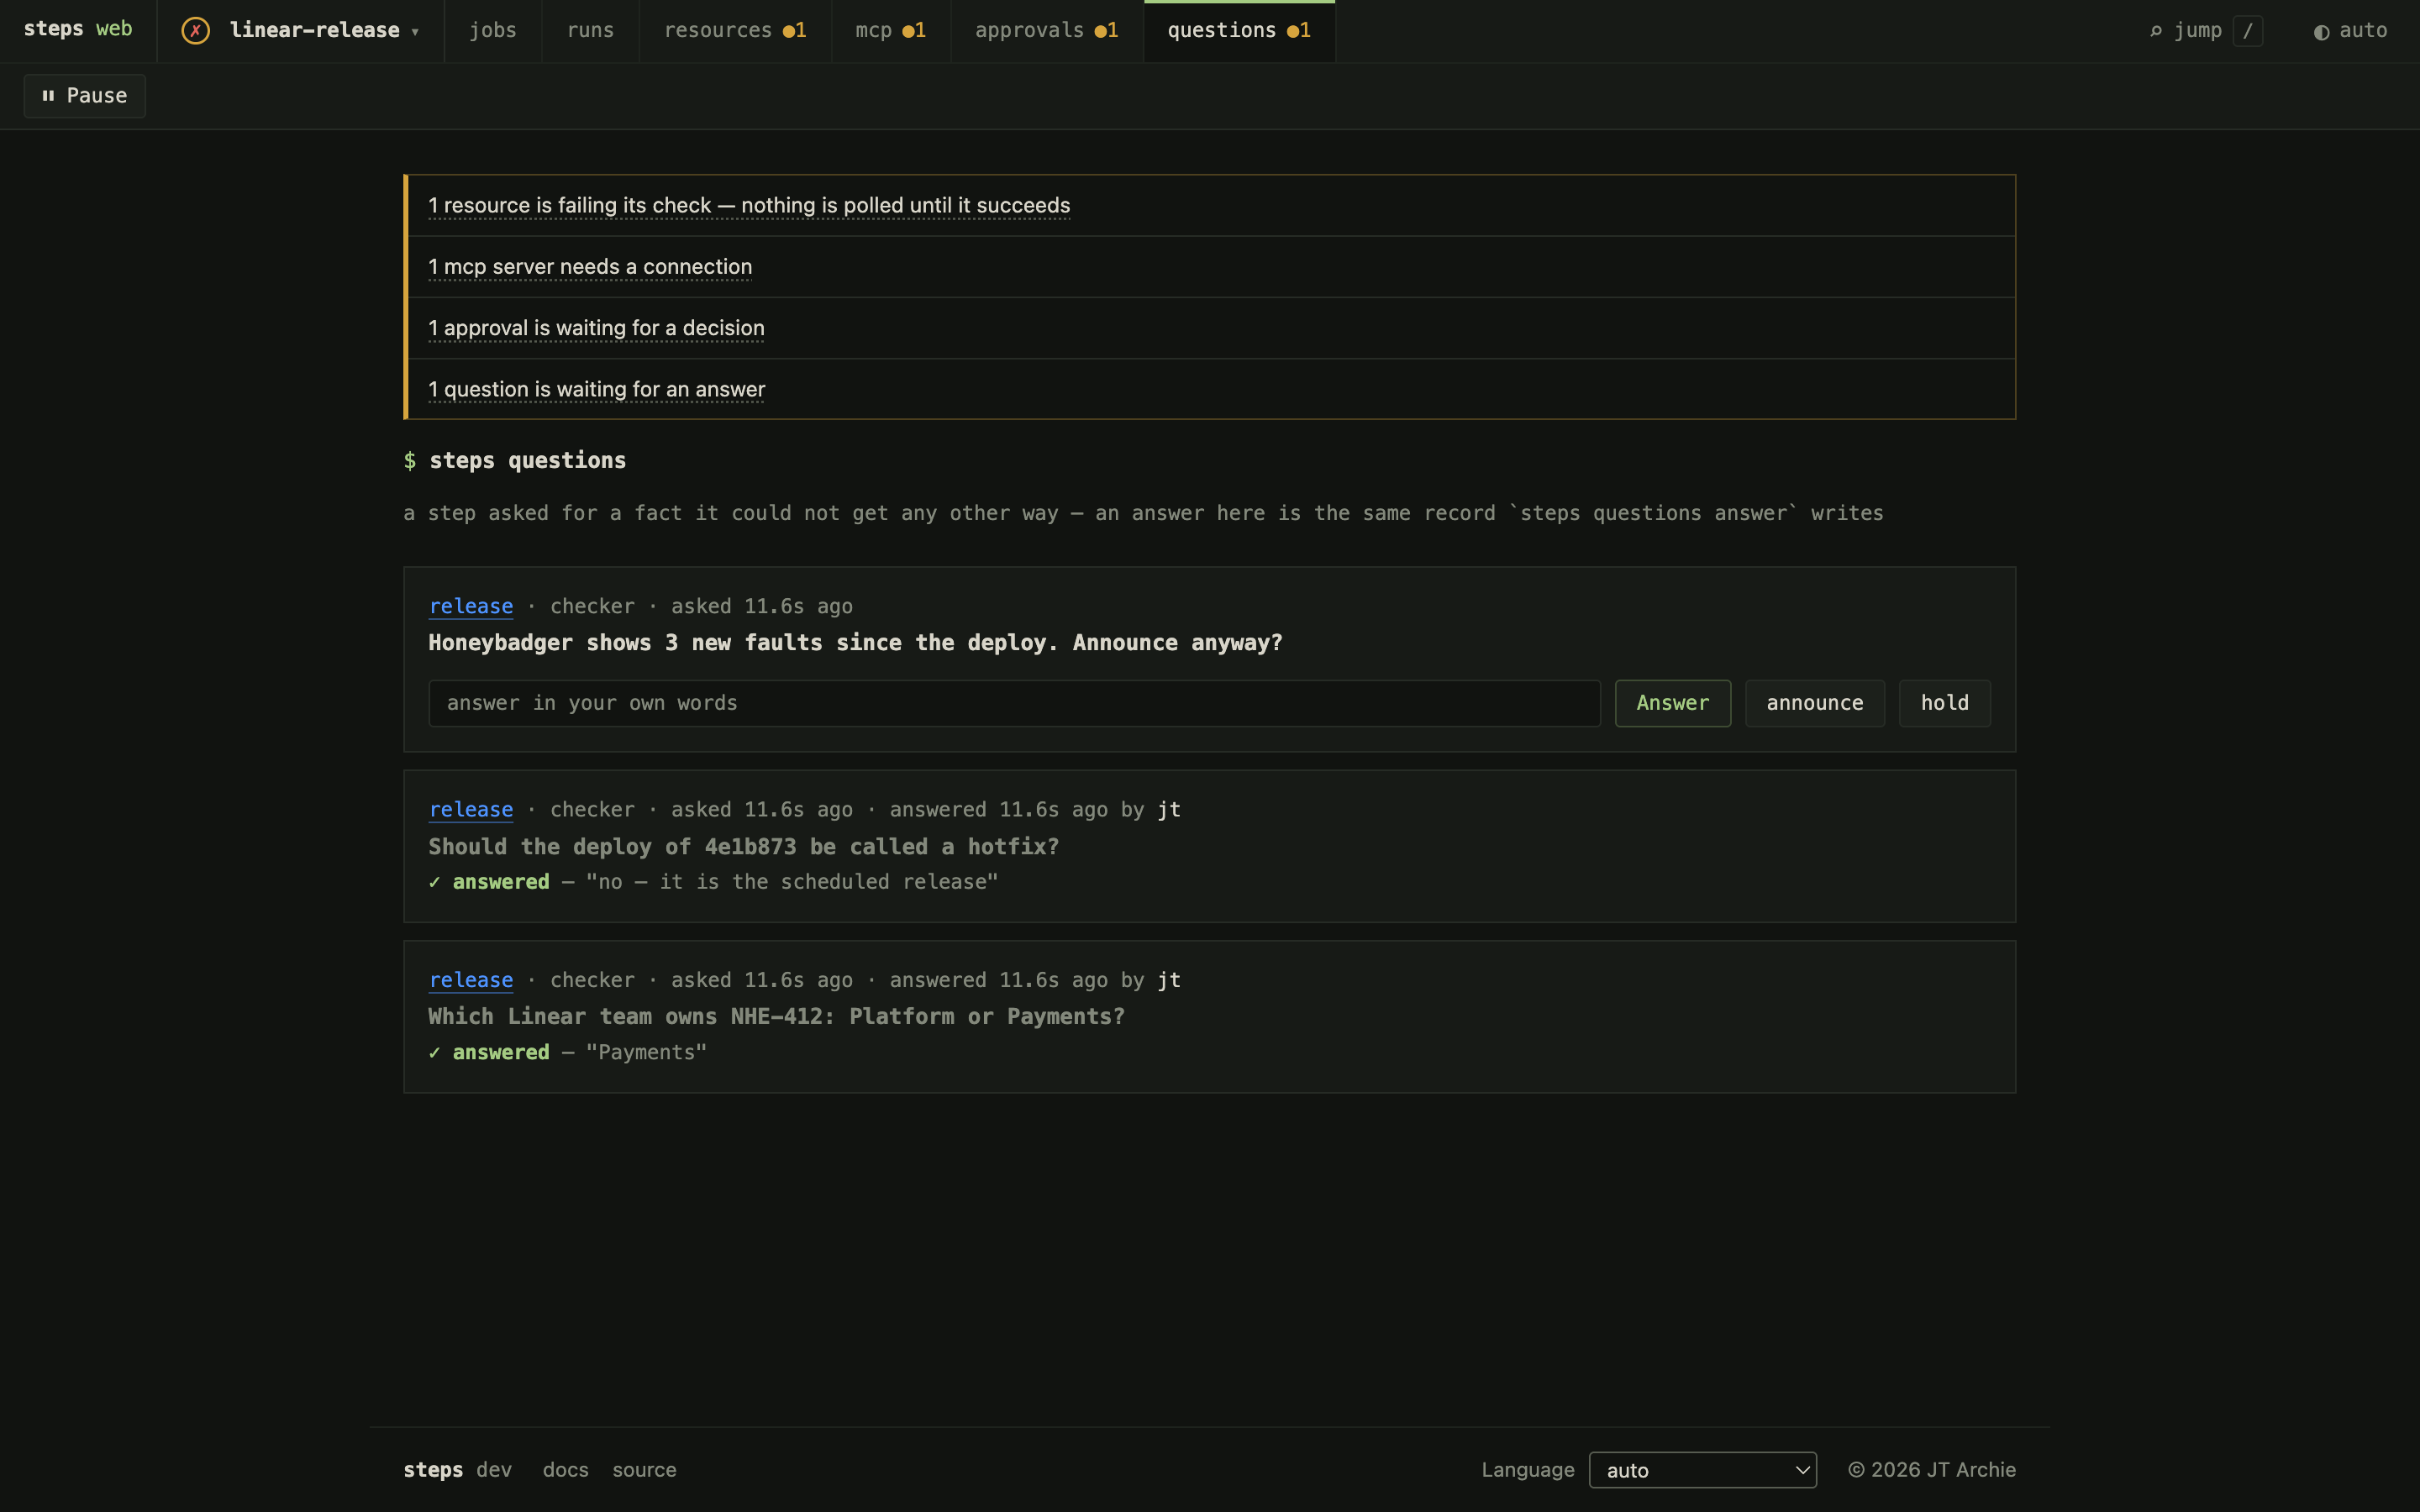 steps web
✗ linear-release ▾
jobs
runs
resources ●1
mcp ●1
approvals ●1
questions ●1
⌕ jump /
◐ auto
⏸ Pause
1 resource is failing its check — nothing is polled until it succeeds
1 mcp server needs a connection
1 approval is waiting for a decision
1 question is waiting for an answer
$ steps questions
a step asked for a fact it could not get any other way — an answer here is the same record `steps questions answer` writes
release · checker · asked 11.6s ago
Honeybadger shows 3 new faults since the deploy. Announce anyway?
answer in your own words
Answer
announce
hold
release · checker · asked 11.6s ago · answered 11.6s ago by jt
Should the deploy of 4e1b873 be called a hotfix?
✓ answered — "no — it is the scheduled release"
release · checker · asked 11.6s ago · answered 11.6s ago by jt
Which Linear team owns NHE-412: Platform or Payments?
✓ answered — "Payments"
steps dev docs source
Language auto © 2026 JT Archie